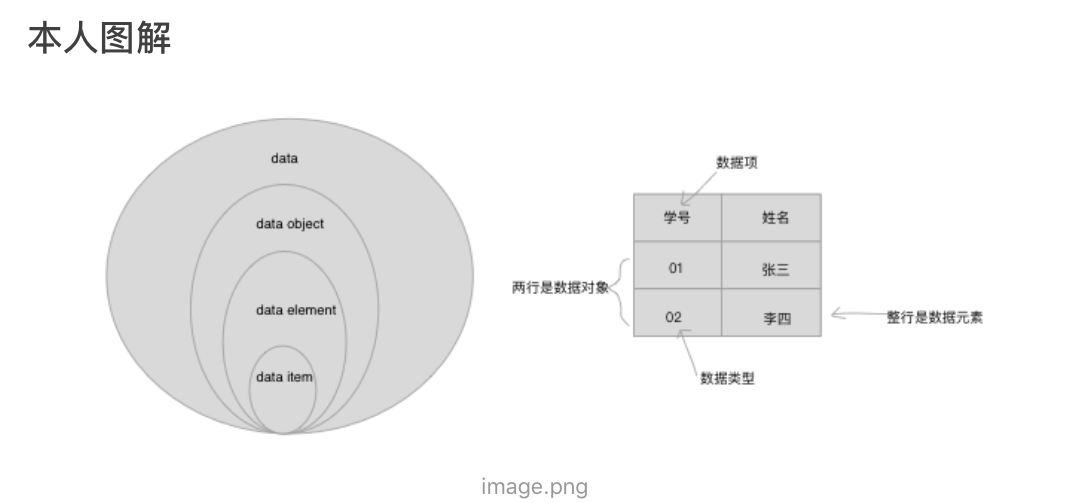 本人图解
data
data object
data element
data item
数据项
学号 姓名
01 张三
两行是数据对象
02 李四
整行是数据元素
数据类型
image.png